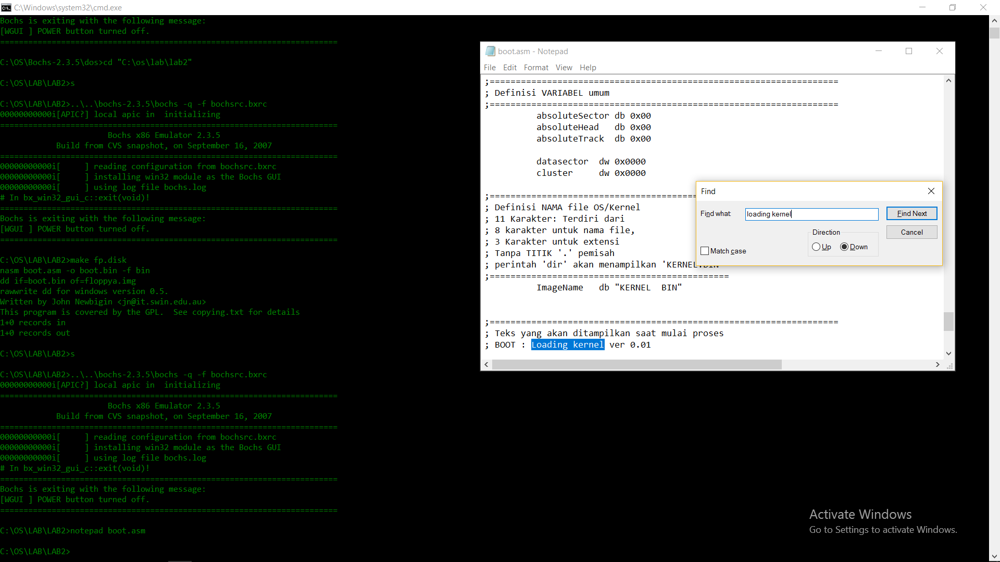 C:\Windows\system32\cmd.exe
Bochs is exiting with the following message:
[WGUI ] POWER button turned off.
========================================================================
C:\OS\Bochs-2.3.5\dos>cd "C:\os\lab\lab2"
C:\OS\LAB\LAB2>s
C:\OS\LAB\LAB2>..\..\bochs-2.3.5\bochs -q -f bochsrc.bxrc
00000000000i[APIC?] local apic in  initializing
========================================================================
Bochs x86 Emulator 2.3.5
Build from CVS snapshot, on September 16, 2007
========================================================================
00000000000i[     ] reading configuration from bochsrc.bxrc
00000000000i[     ] installing win32 module as the Bochs GUI
00000000000i[     ] using log file bochs.log
# In bx_win32_gui_c::exit(void)!
========================================================================
Bochs is exiting with the following message:
[WGUI ] POWER button turned off.
========================================================================
C:\OS\LAB\LAB2>make fp.disk
nasm boot.asm -o boot.bin -f bin
dd if=boot.bin of=floppya.img
rawwrite dd for windows version 0.5.
Written by John Newbigin <jn@it.swin.edu.au>
This program is covered by the GPL.  See copying.txt for details
1+0 records in
1+0 records out
C:\OS\LAB\LAB2>s
C:\OS\LAB\LAB2>..\..\bochs-2.3.5\bochs -q -f bochsrc.bxrc
00000000000i[APIC?] local apic in  initializing
========================================================================
Bochs x86 Emulator 2.3.5
Build from CVS snapshot, on September 16, 2007
========================================================================
00000000000i[     ] reading configuration from bochsrc.bxrc
00000000000i[     ] installing win32 module as the Bochs GUI
00000000000i[     ] using log file bochs.log
# In bx_win32_gui_c::exit(void)!
========================================================================
Bochs is exiting with the following message:
[WGUI ] POWER button turned off.
========================================================================
C:\OS\LAB\LAB2>notepad boot.asm
C:\OS\LAB\LAB2>
boot.asm - Notepad
File Edit Format View Help
;===================================================================
; Definisi VARIABEL umum
;===================================================================
absoluteSector db 0x00
absoluteHead   db 0x00
absoluteTrack  db 0x00
datasector  dw 0x0000
cluster     dw 0x0000
;========================================
; Definisi NAMA file OS/Kernel
; 11 Karakter: Terdiri dari
; 8 karakter untuk nama file,
; 3 Karakter untuk extensi
; Tanpa TITIK '.' pemisah
; perintah 'dir' akan menampilkan 'KERNEL.BIN'
;==============================================
ImageName   db "KERNEL  BIN"
;===================================================================
; Teks yang akan ditampilkan saat mulai proses
; BOOT : Loading kernel ver 0.01
Find
Find what:
loading kernel
Find Next
Cancel
Direction
Up
Down
Match case
Activate Windows
Go to Settings to activate Windows.